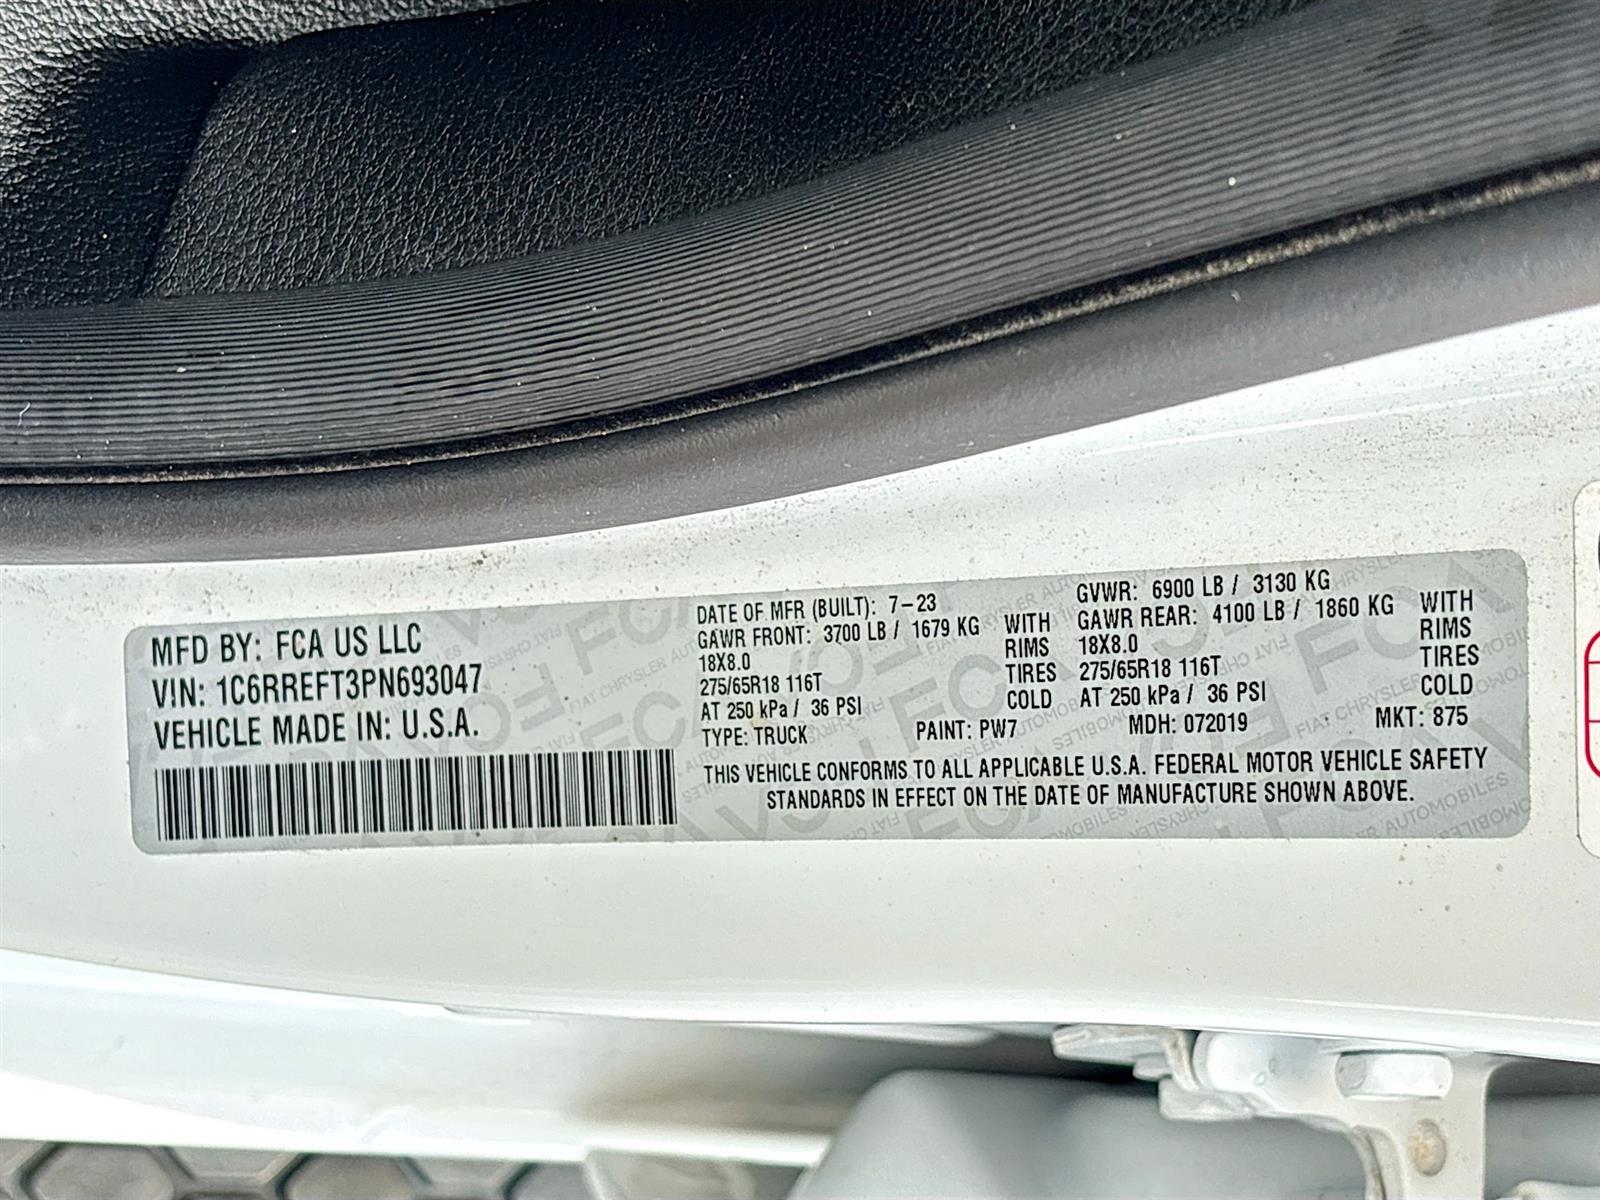 MFD BY: FCA US LLC
VIN: 1C6RREFT3PN693047
VEHICLE MADE IN: U.S.A.
DATE OF MFR (BUILT): 7-23
GAWR FRONT: 3700 LB / 1679 KG WITH
18X8.0 RIMS
275/65R18 116T TIRES
AT 250 kPa / 36 PSI COLD
GVWR: 6900 LB / 3130 KG
GAWR REAR: 4100 LB / 1860 KG WITH
18X8.0 RIMS
275/65R18 116T TIRES
AT 250 kPa / 36 PSI COLD
TYPE: TRUCK PAINT: PW7 MDH: 072019 MKT: 875
THIS VEHICLE CONFORMS TO ALL APPLICABLE U.S.A. FEDERAL MOTOR VEHICLE SAFETY
STANDARDS IN EFFECT ON THE DATE OF MANUFACTURE SHOWN ABOVE.